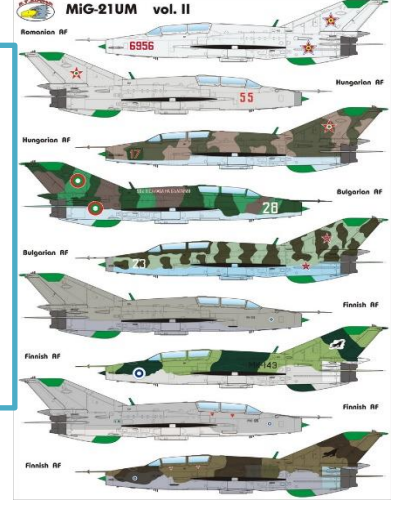 MiG-21UM vol. II
Romanian AF
6956
Hungarian AF
55
Hungarian AF
17
Bulgarian AF
28
Bulgarian AF
23
Finnish AF
Finnish AF
143
Finnish AF
Finnish AF